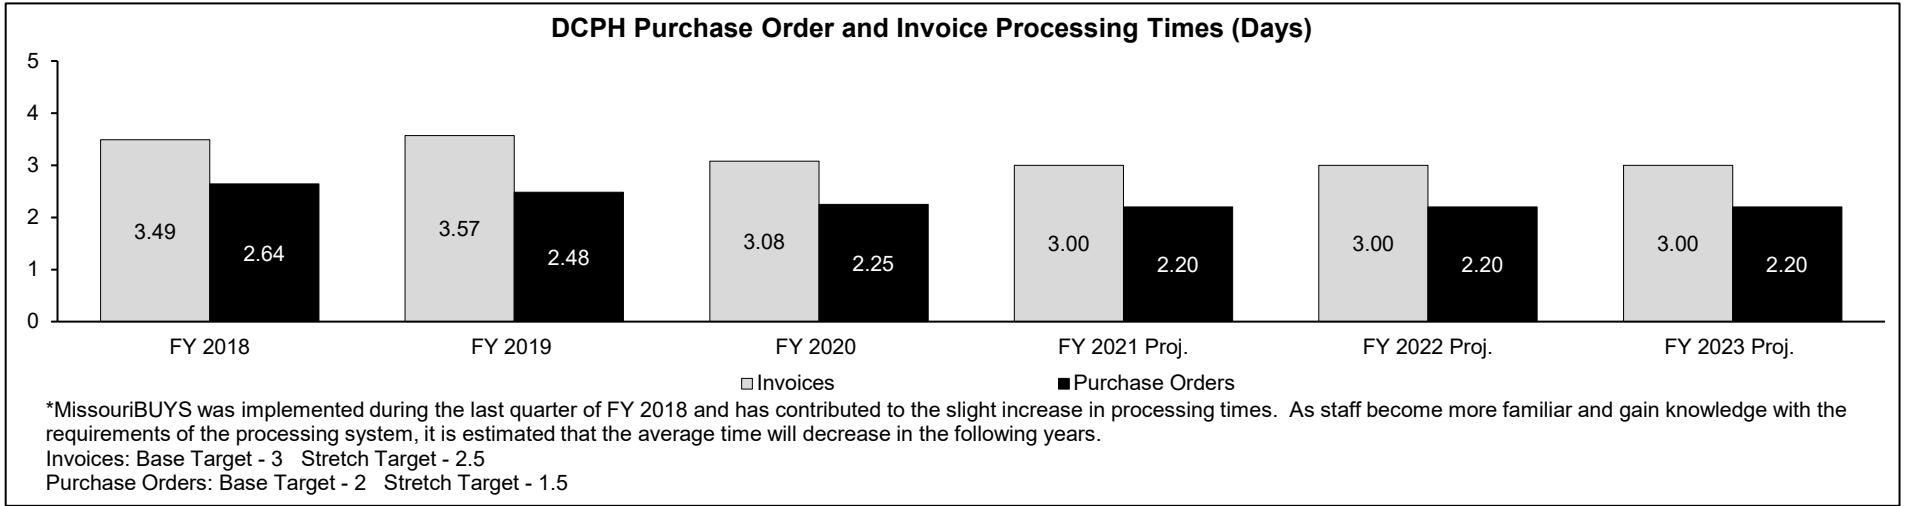 DCPH Purchase Order and Invoice Processing Times (Days)
5
4
3
2
1
0
3.49
2.64
3.57
2.48
3.08
2.25
3.00
2.20
3.00
2.20
3.00
2.20
FY 2018
FY 2019
FY 2020
FY 2021 Proj.
FY 2022 Proj.
FY 2023 Proj.
Invoices
Purchase Orders
*MissouriBUYS was implemented during the last quarter of FY 2018 and has contributed to the slight increase in processing times.  As staff become more familiar and gain knowledge with the
requirements of the processing system, it is estimated that the average time will decrease in the following years.
Invoices: Base Target - 3   Stretch Target - 2.5
Purchase Orders: Base Target - 2   Stretch Target - 1.5